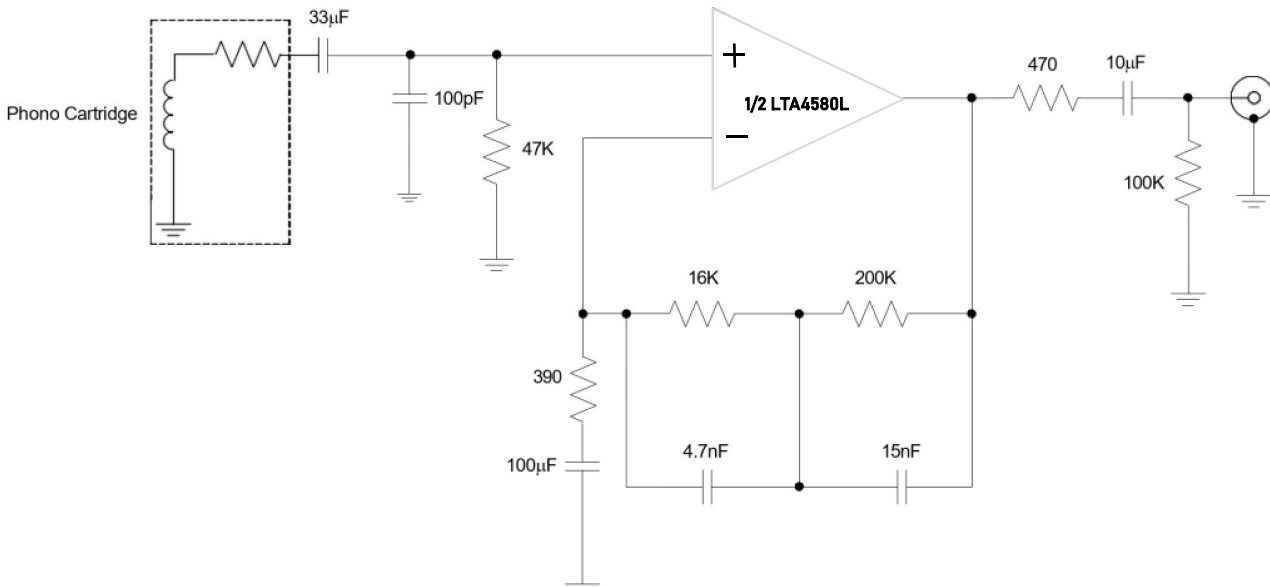 33μF
Phono Cartridge
100pF
47K
+
1/2 LTA4580L
−
470
10μF
100K
16K
200K
390
100μF
4.7nF
15nF